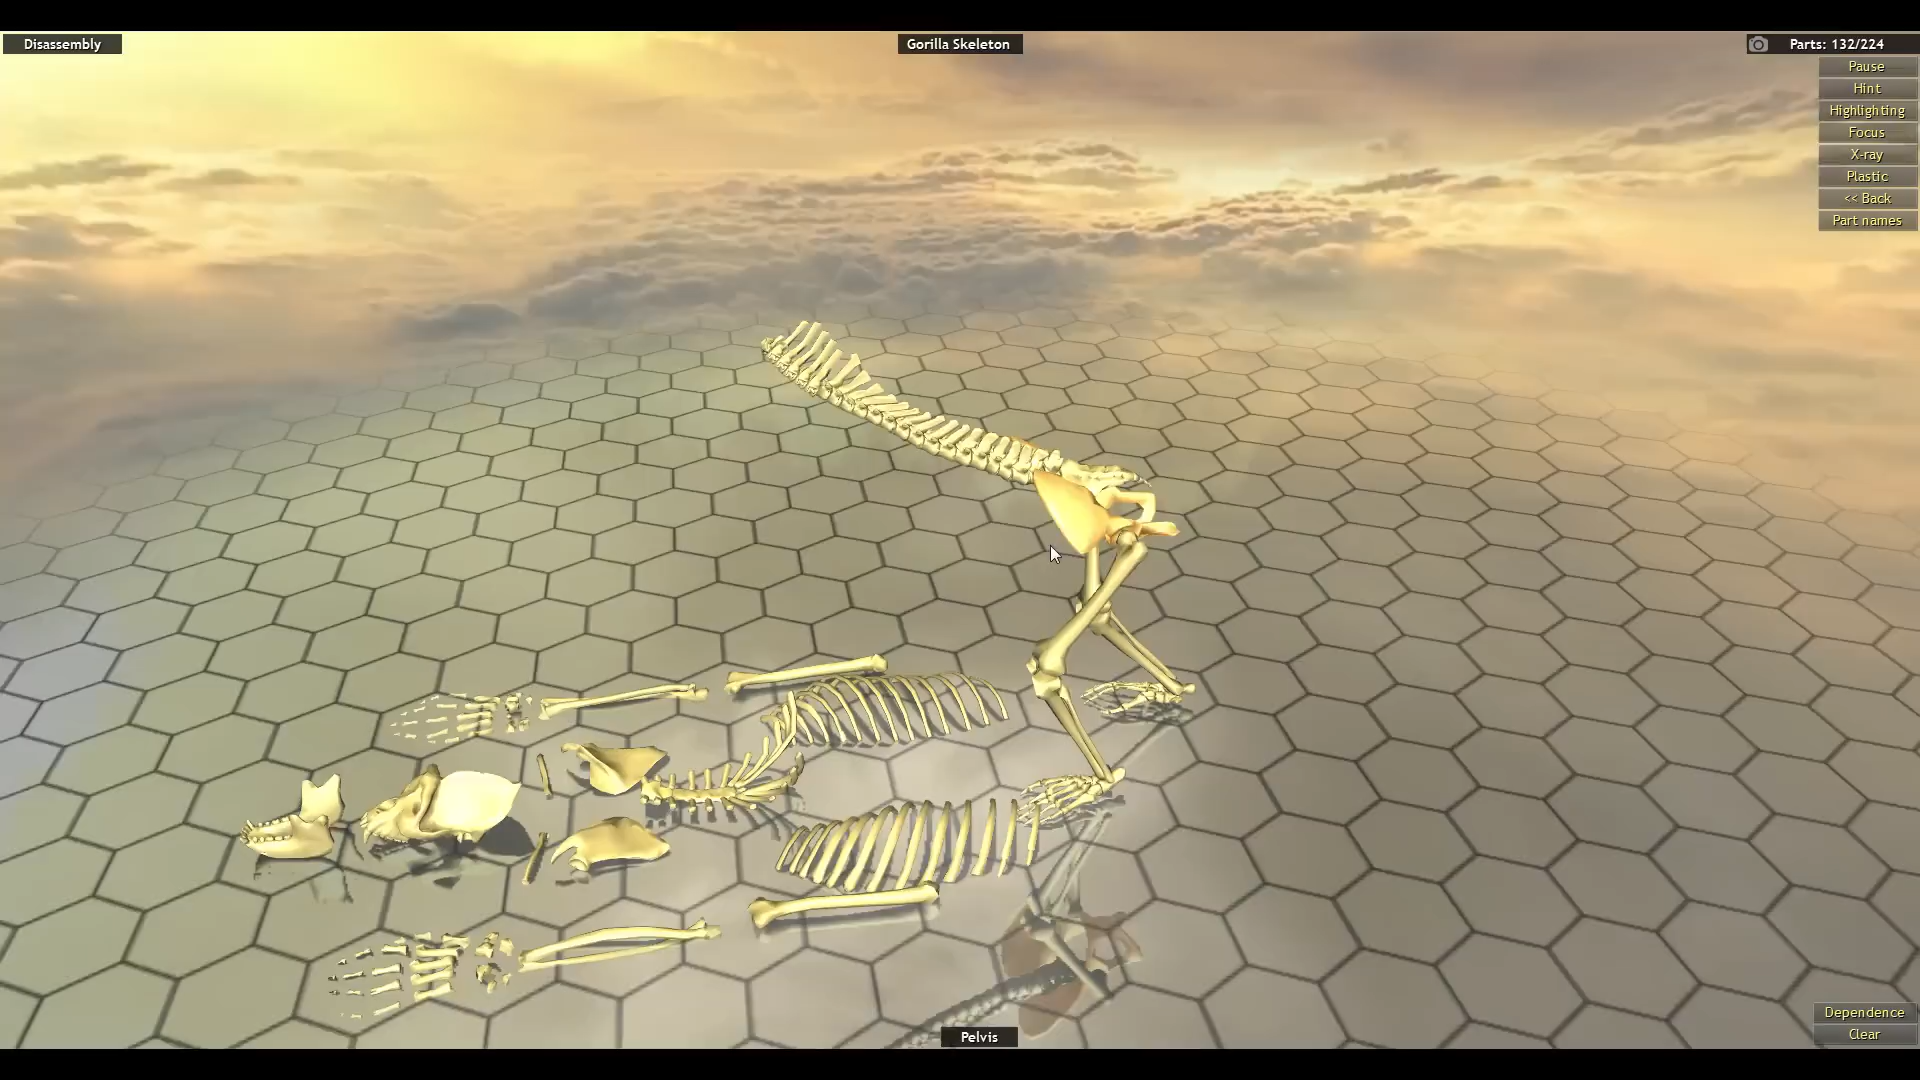 Disassembly
Gorilla Skeleton
Parts: 132/224
Pause
Hint
Highlighting
Focus
X-ray
Plastic
<< Back
Part names
Pelvis
Dependence
Clear